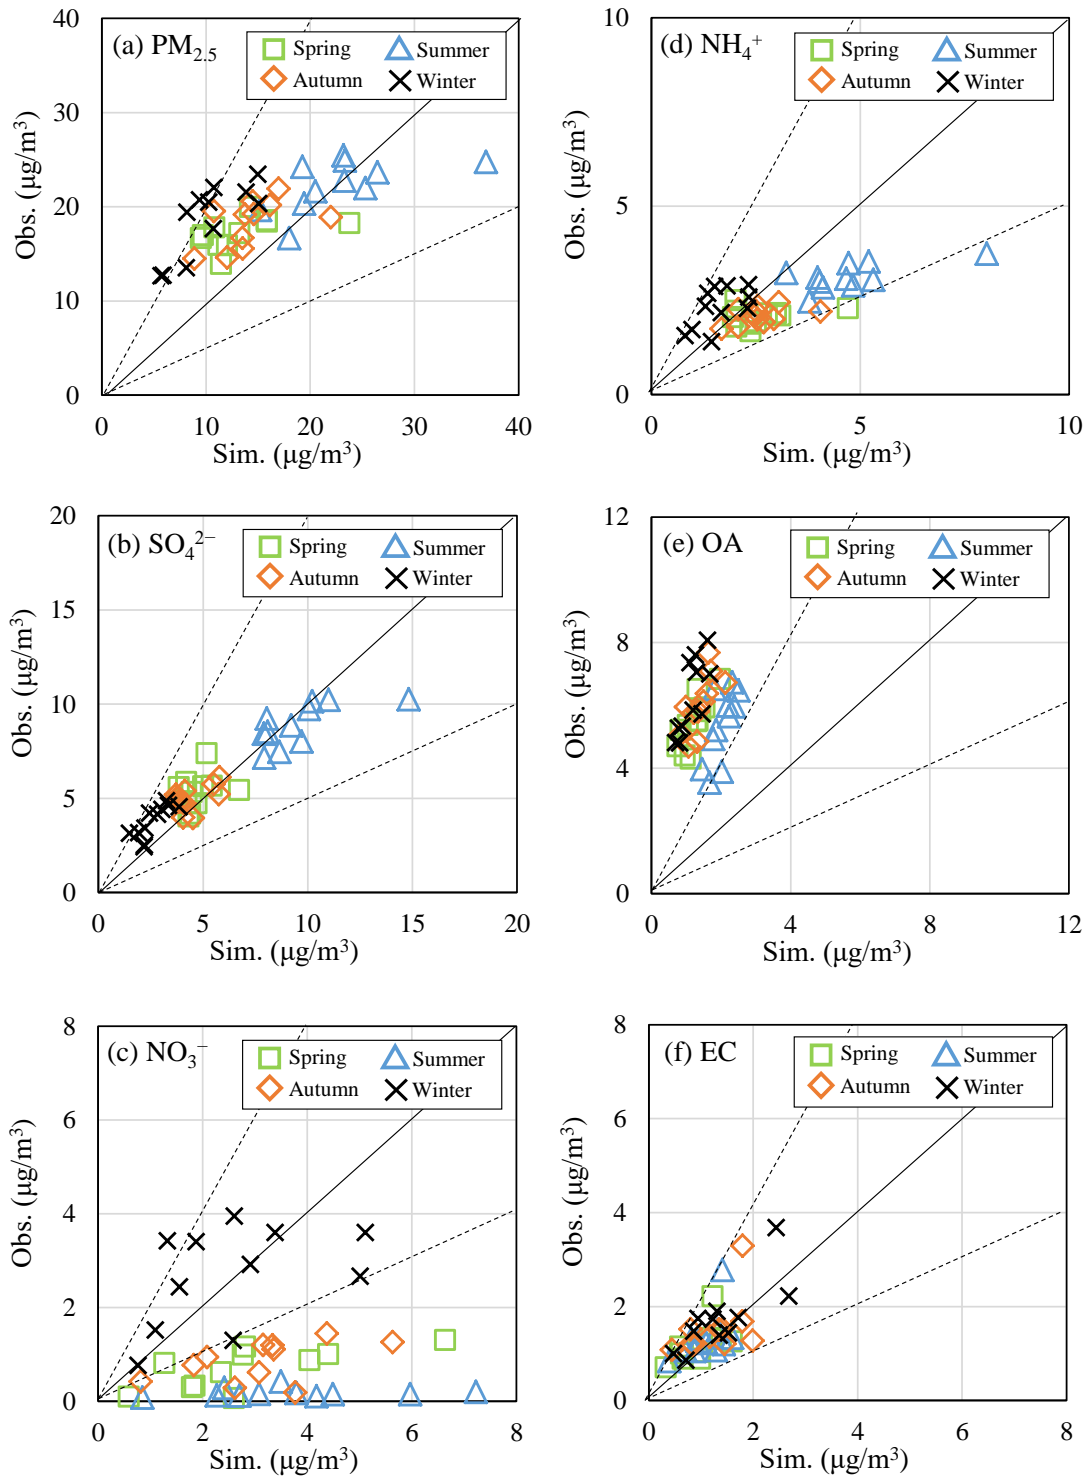 (a) PM₂.₅
Spring
Summer
Autumn
Winter
40
30
20
10
0
Obs. (μg/m³)
0
10
20
30
40
Sim. (μg/m³)
(d) NH₄⁺
Spring
Summer
Autumn
Winter
10
5
0
Obs. (μg/m³)
0
5
10
Sim. (μg/m³)
(b) SO₄²⁻
Spring
Summer
Autumn
Winter
20
15
10
5
0
Obs. (μg/m³)
0
5
10
15
20
Sim. (μg/m³)
(e) OA
Spring
Summer
Autumn
Winter
12
8
4
0
Obs. (μg/m³)
0
4
8
12
Sim. (μg/m³)
(c) NO₃⁻
Spring
Summer
Autumn
Winter
8
6
4
2
0
Obs. (μg/m³)
0
2
4
6
8
Sim. (μg/m³)
(f) EC
Spring
Summer
Autumn
Winter
8
6
4
2
0
Obs. (μg/m³)
0
2
4
6
8
Sim. (μg/m³)